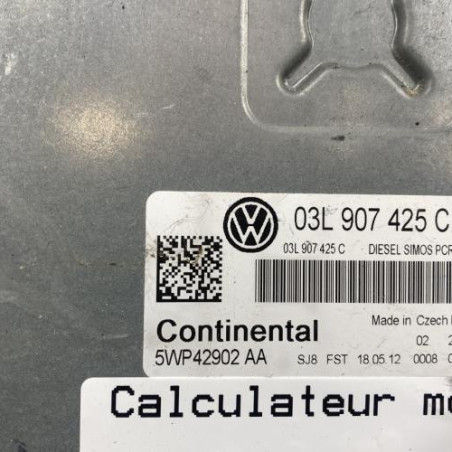 03L 907 425 C
03L 907 425 C DIESEL SIMOS PCR
Continental
Made in Czech
02
5WP42902 AA SJ8 FST 18.05.12 0008
Calculateur